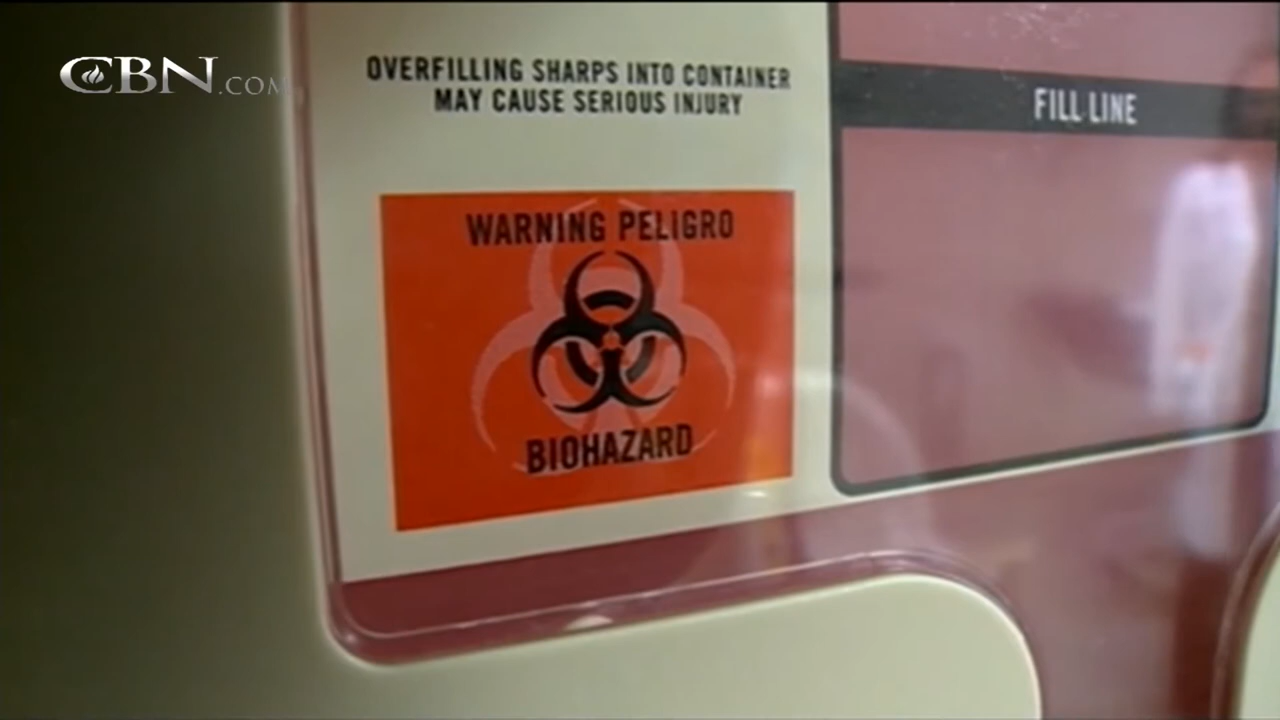 CBN.COM
OVERFILLING SHARPS INTO CONTAINER
MAY CAUSE SERIOUS INJURY
FILL LINE
WARNING PELIGRO
BIOHAZARD